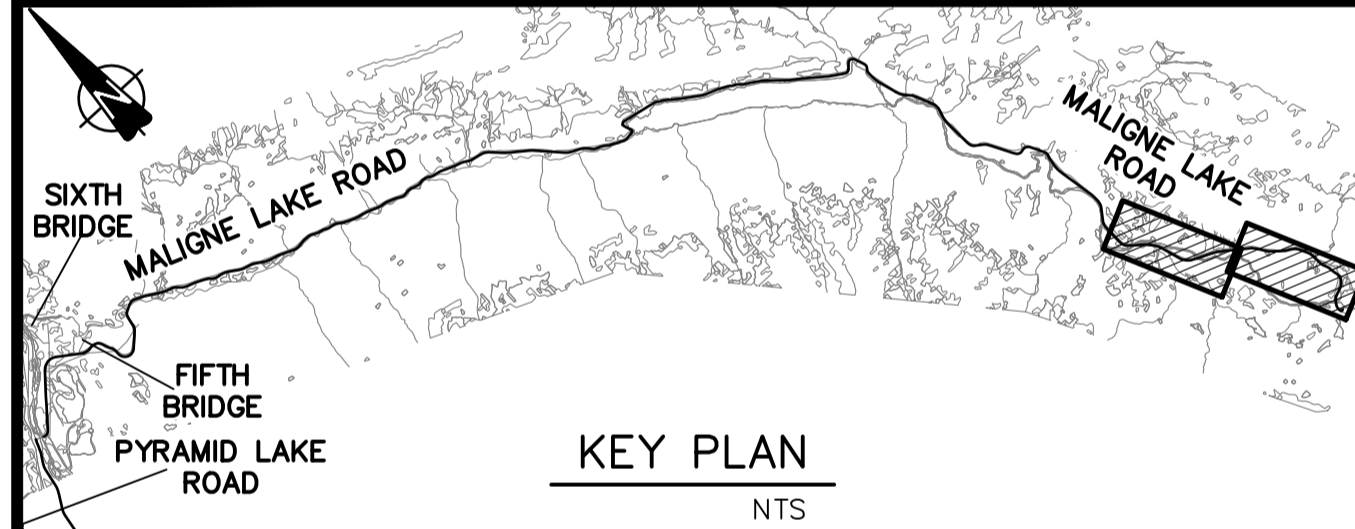 SIXTH
BRIDGE
MALIGNE LAKE ROAD
MALIGNE LAKE
ROAD
FIFTH
BRIDGE
PYRAMID LAKE
ROAD
KEY PLAN
NTS
N